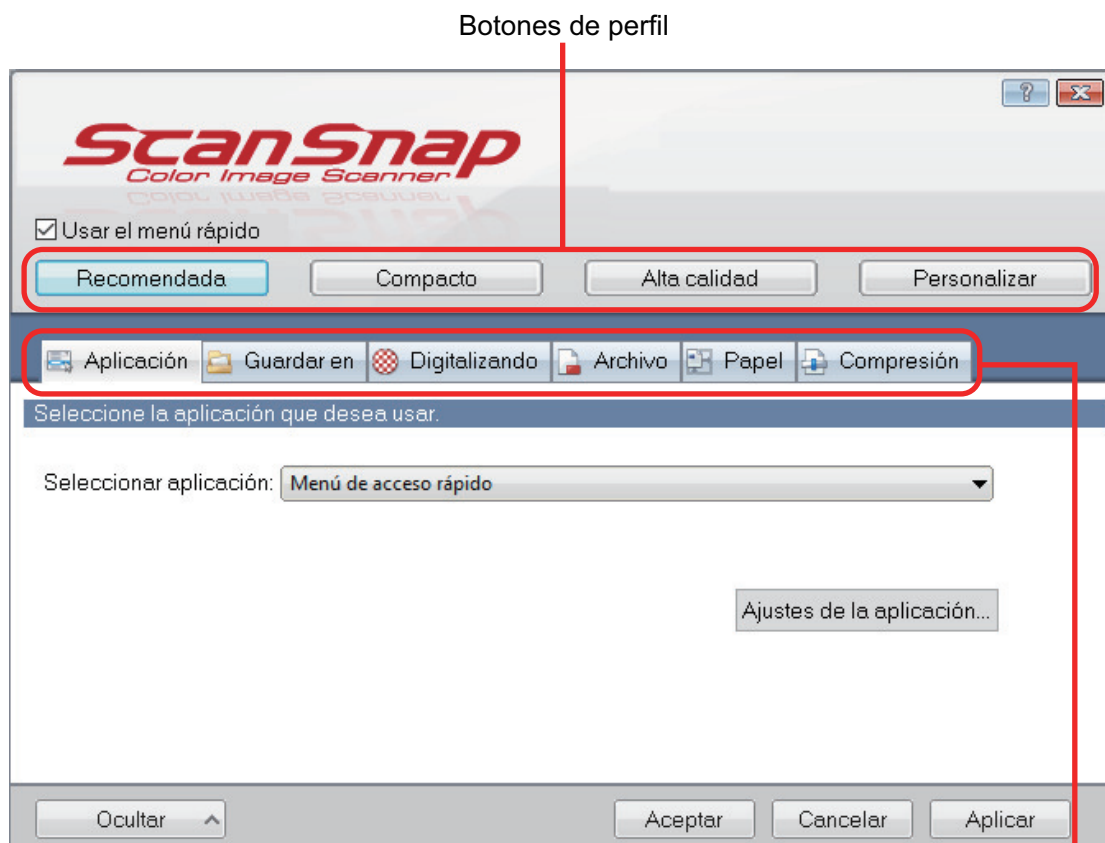 Botones de perfil
ScanSnap
Color Image Scanner
Usar el menú rápido
Recomendada Compacto Alta calidad Personalizar
Aplicación Guardar en Digitalizando Archivo Papel Compresión
Seleccione la aplicación que desea usar.
Seleccionar aplicación: Menú de acceso rápido
Ajustes de la aplicación...
Ocultar Aceptar Cancelar Aplicar